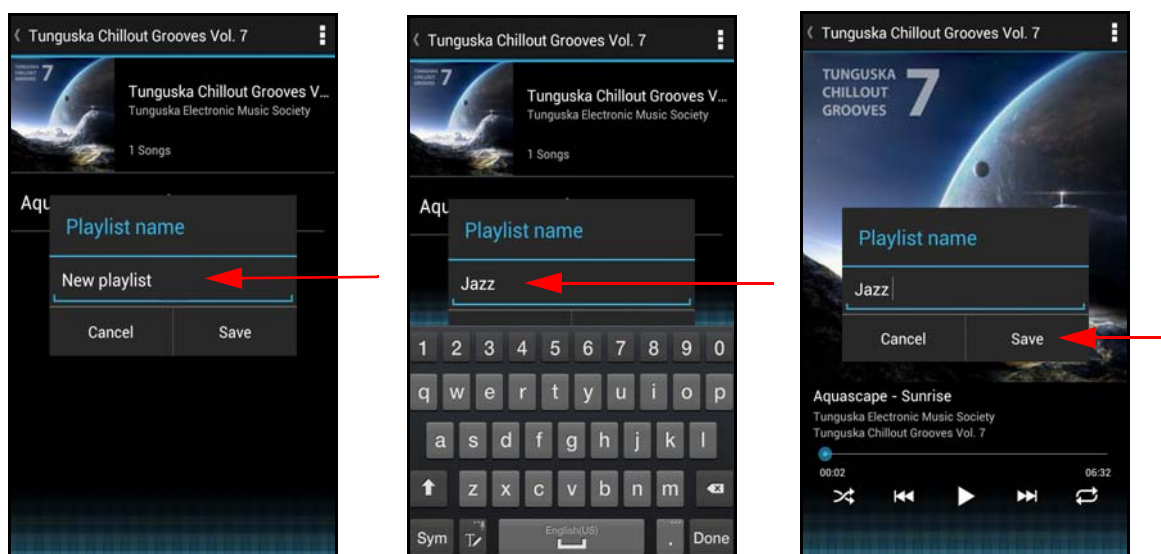 Tunguska Chillout Grooves Vol. 7
7
Tunguska Chillout Grooves V...
Tunguska Electronic Music Society
1 Songs
Aqu
Playlist name
New playlist
Cancel
Save
Tunguska Chillout Grooves Vol. 7
7
Tunguska Chillout Grooves V...
Tunguska Electronic Music Society
1 Songs
Aqu
Playlist name
Jazz
1 2 3 4 5 6 7 8 9 0
q w e r t y u i o p
a s d f g h j k l
z x c v b n m
Sym
English(US)
.
Done
Tunguska Chillout Grooves Vol. 7
TUNGUSKA
CHILLOUT
GROOVES
7
Playlist name
Jazz
Cancel
Save
Aquascape - Sunrise
Tunguska Electronic Music Society
Tunguska Chillout Grooves Vol. 7
00:02
06:32